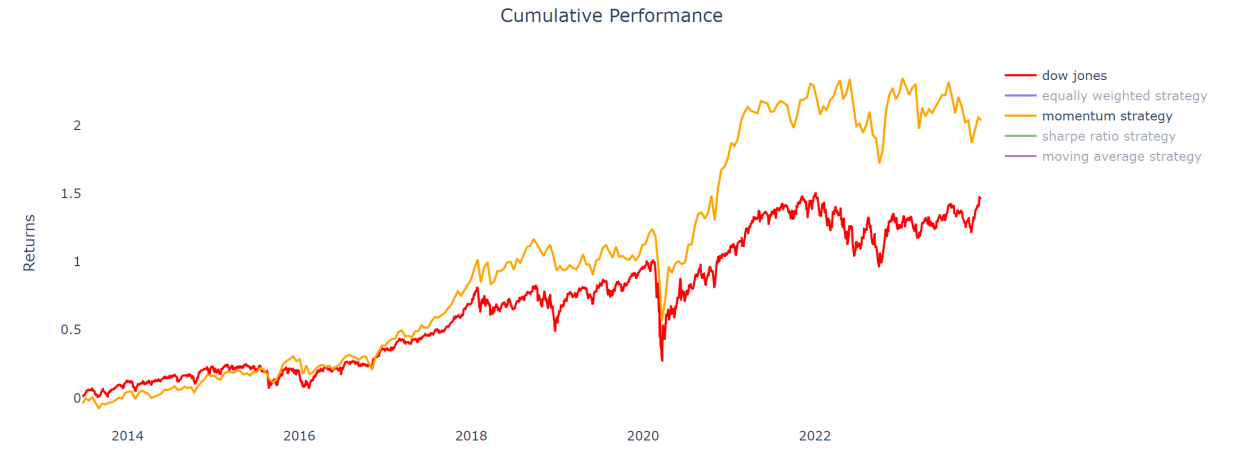 Cumulative Performance
dow jones
equally weighted strategy
momentum strategy
sharpe ratio strategy
moving average strategy
Returns
2
1.5
1
0.5
0
2014
2016
2018
2020
2022